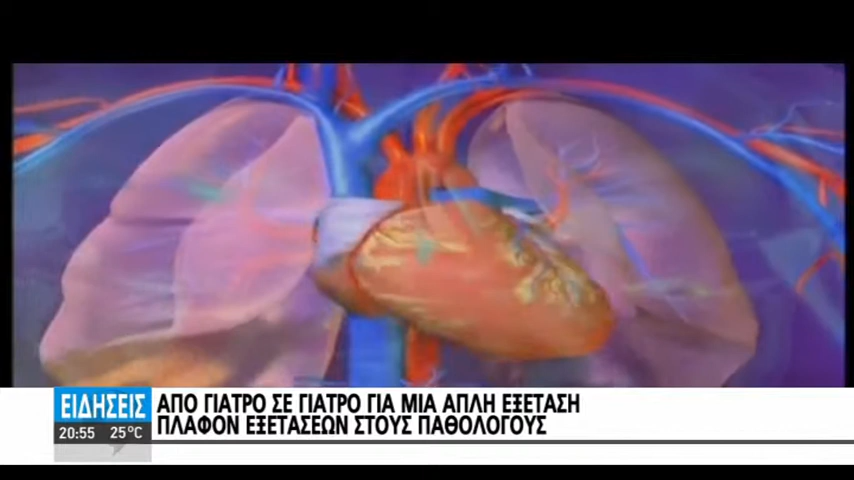 ΕΙΔΗΣΕΙΣ
ΑΠΟ ΓΙΑΤΡΟ ΣΕ ΓΙΑΤΡΟ ΓΙΑ ΜΙΑ ΑΠΛΗ ΕΞΕΤΑΣΗ
ΠΛΑΦΟΝ ΕΞΕΤΑΣΕΩΝ ΣΤΟΥΣ ΠΑΘΟΛΟΓΟΥΣ
20:55 25°C